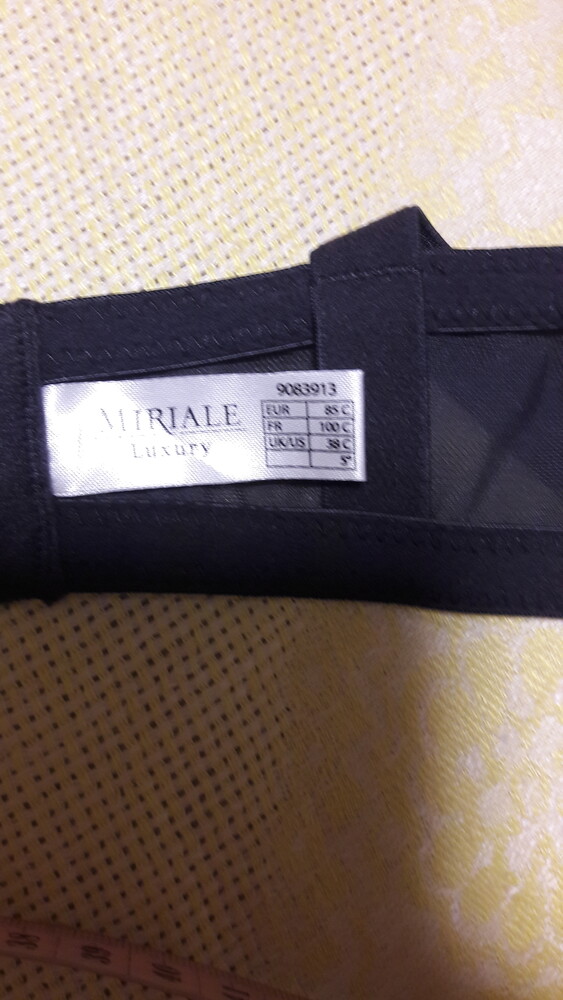 MIRIALE
Luxury
9083913
EUR 85 C
FR 100 C
UK/US 38 C
5"